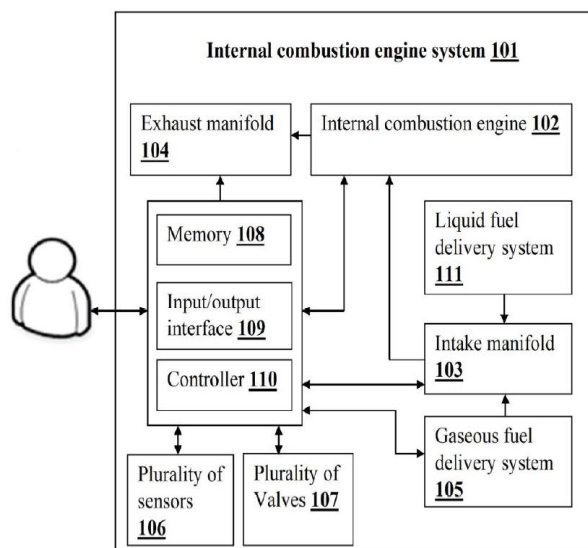 Internal combustion engine system 101
Exhaust manifold
104
Internal combustion engine 102
Memory 108
Input/output
interface 109
Controller 110
Liquid fuel
delivery system
111
Intake manifold
103
Gaseous fuel
delivery system
105
Plurality of
sensors
106
Plurality of
Valves 107